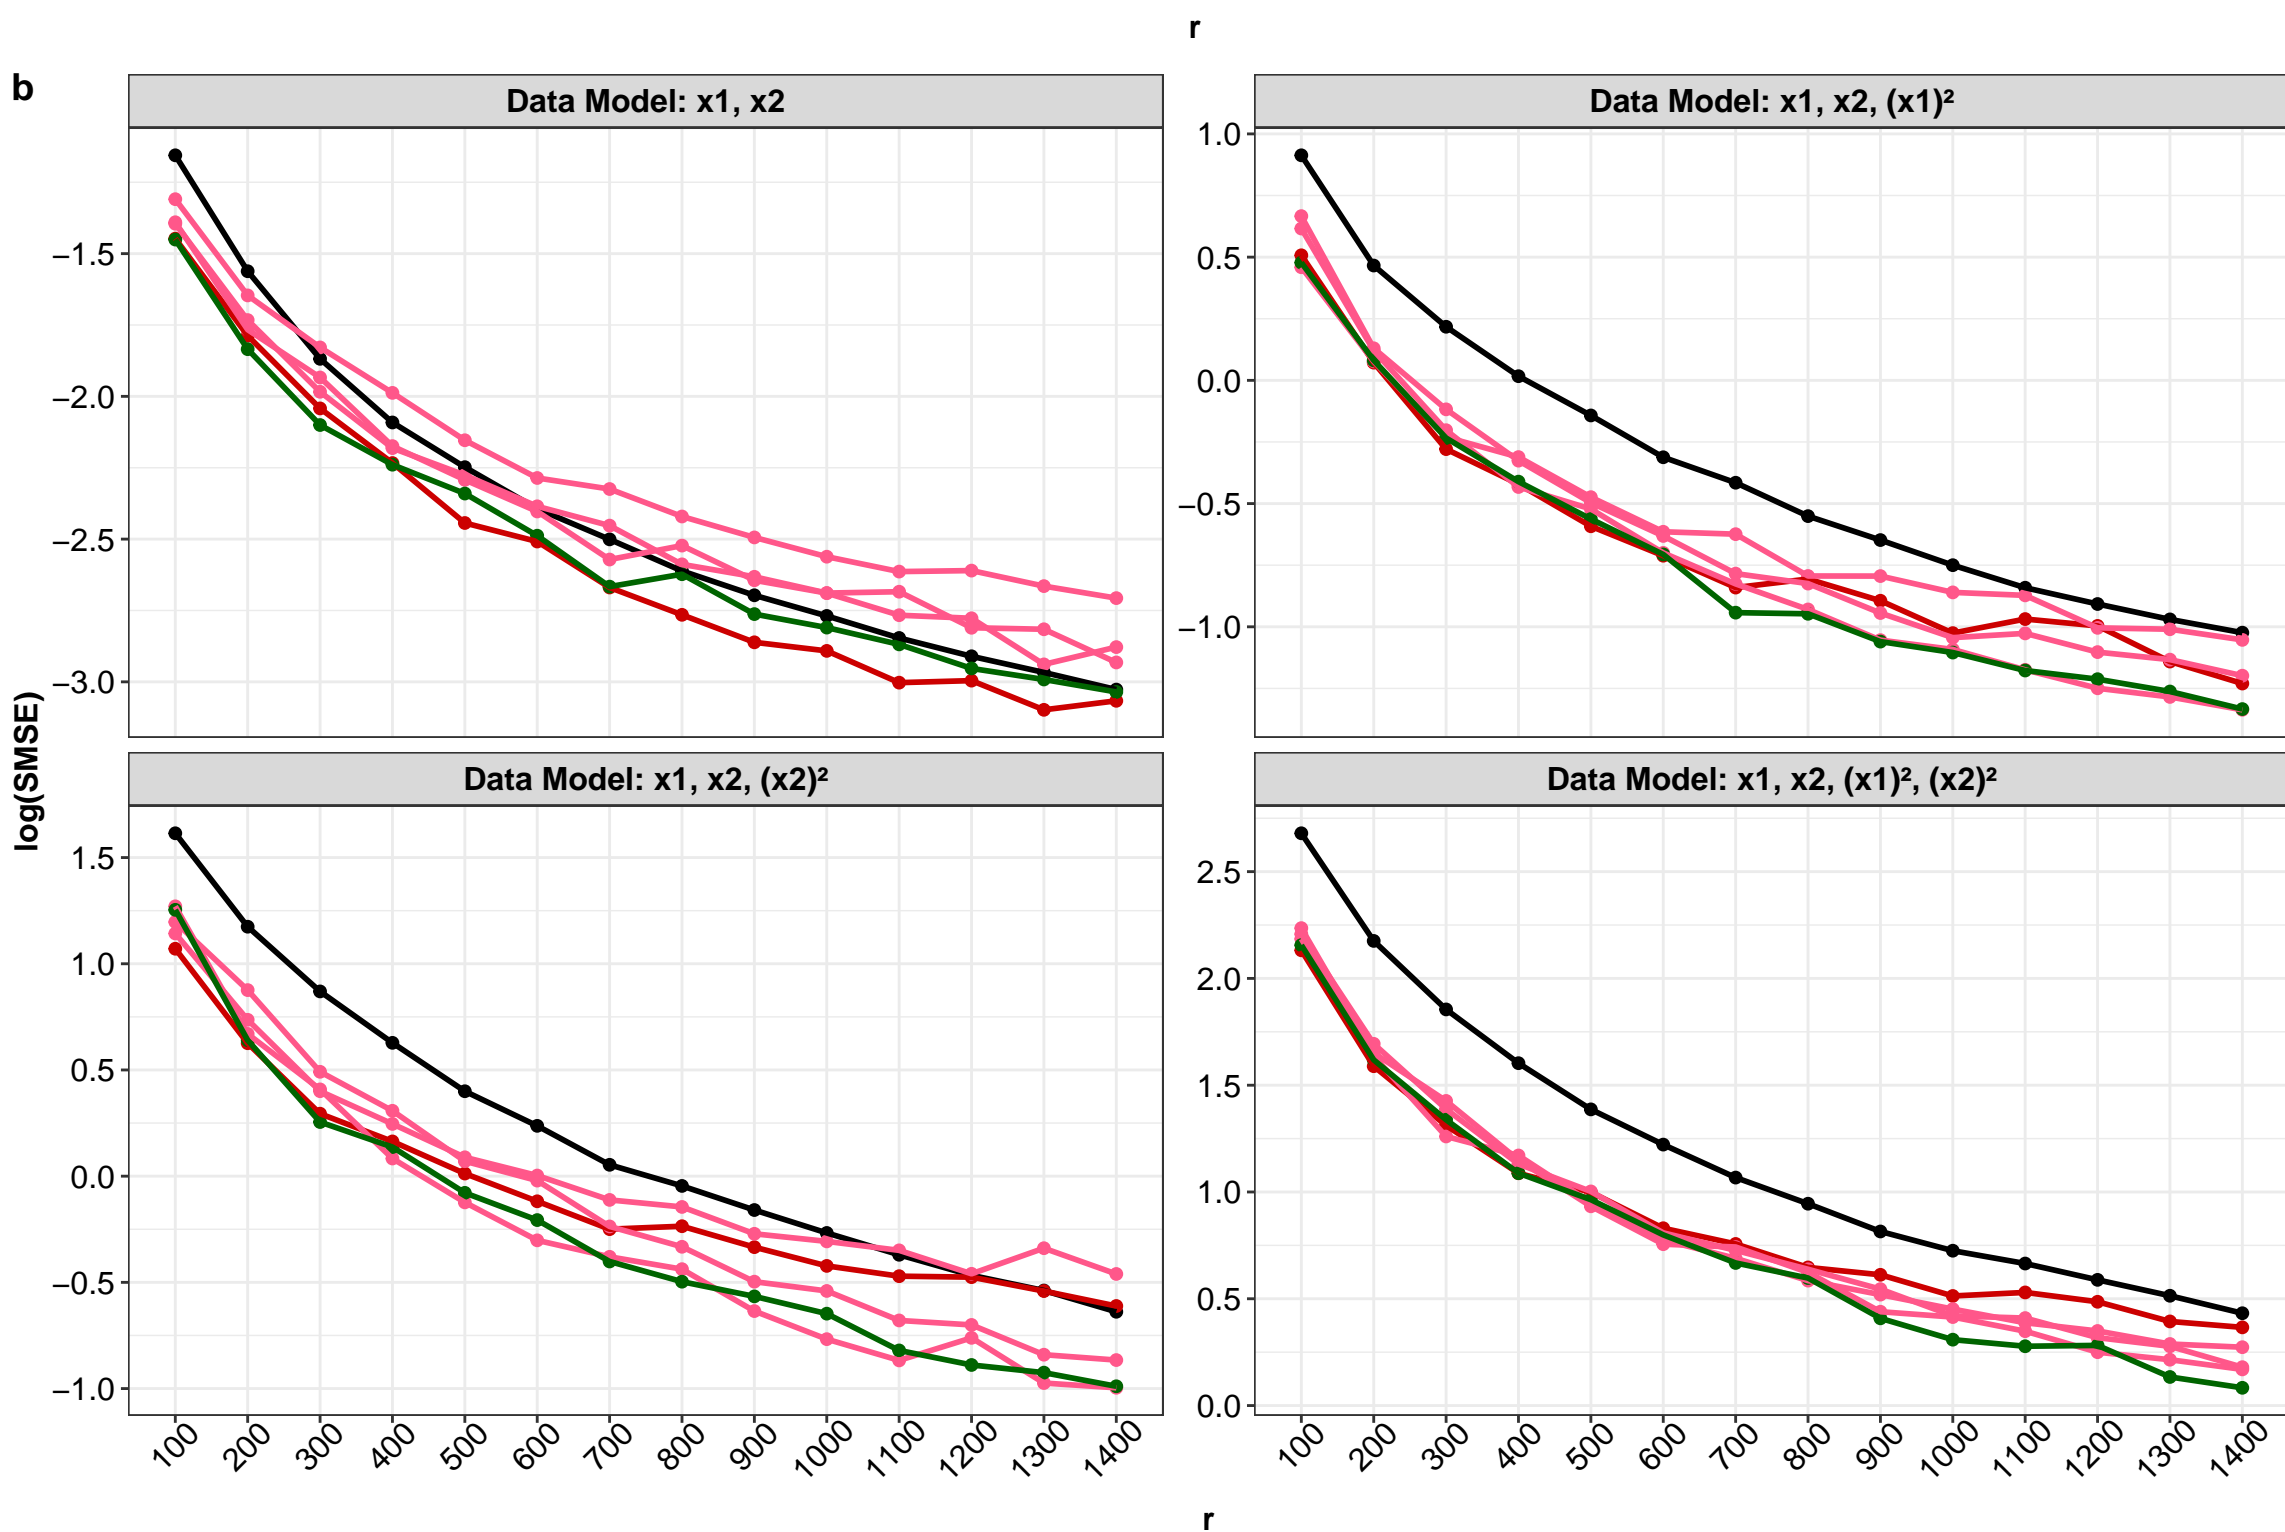 r
b
Data Model: x1, x2
Data Model: x1, x2, (x1)²
−1.5
−2.0
−2.5
−3.0
1.0
0.5
0.0
−0.5
−1.0
log(SMSE)
Data Model: x1, x2, (x2)²
Data Model: x1, x2, (x1)², (x2)²
1.5
1.0
0.5
0.0
−0.5
−1.0
2.5
2.0
1.5
1.0
0.5
0.0
100 200 300 400 500 600 700 800 900 1000 1100 1200 1300 1400
100 200 300 400 500 600 700 800 900 1000 1100 1200 1300 1400
r